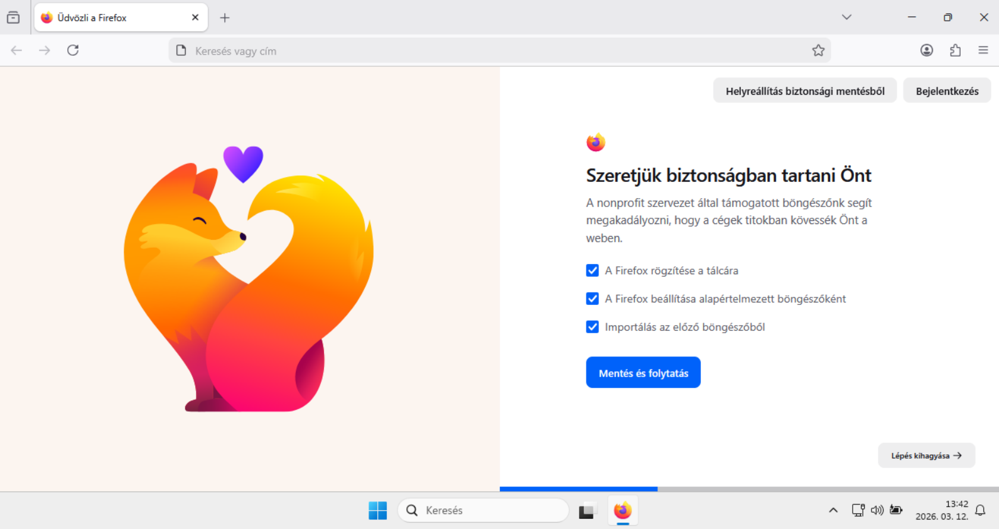 Üdvözli a Firefox
Keresés vagy cím
Helyreállítás biztonsági mentésből
Bejelentkezés
Szeretjük biztonságban tartani Önt
A nonprofit szervezet által támogatott böngészőnk segít
megakadályozni, hogy a cégek titokban kövessék Önt a
weben.
A Firefox rögzítése a tálcára
A Firefox beállítása alapértelmezett böngészőként
Importálás az előző böngészőből
Mentés és folytatás
Lépés kihagyása →
Keresés
13:42
2026. 03. 12.